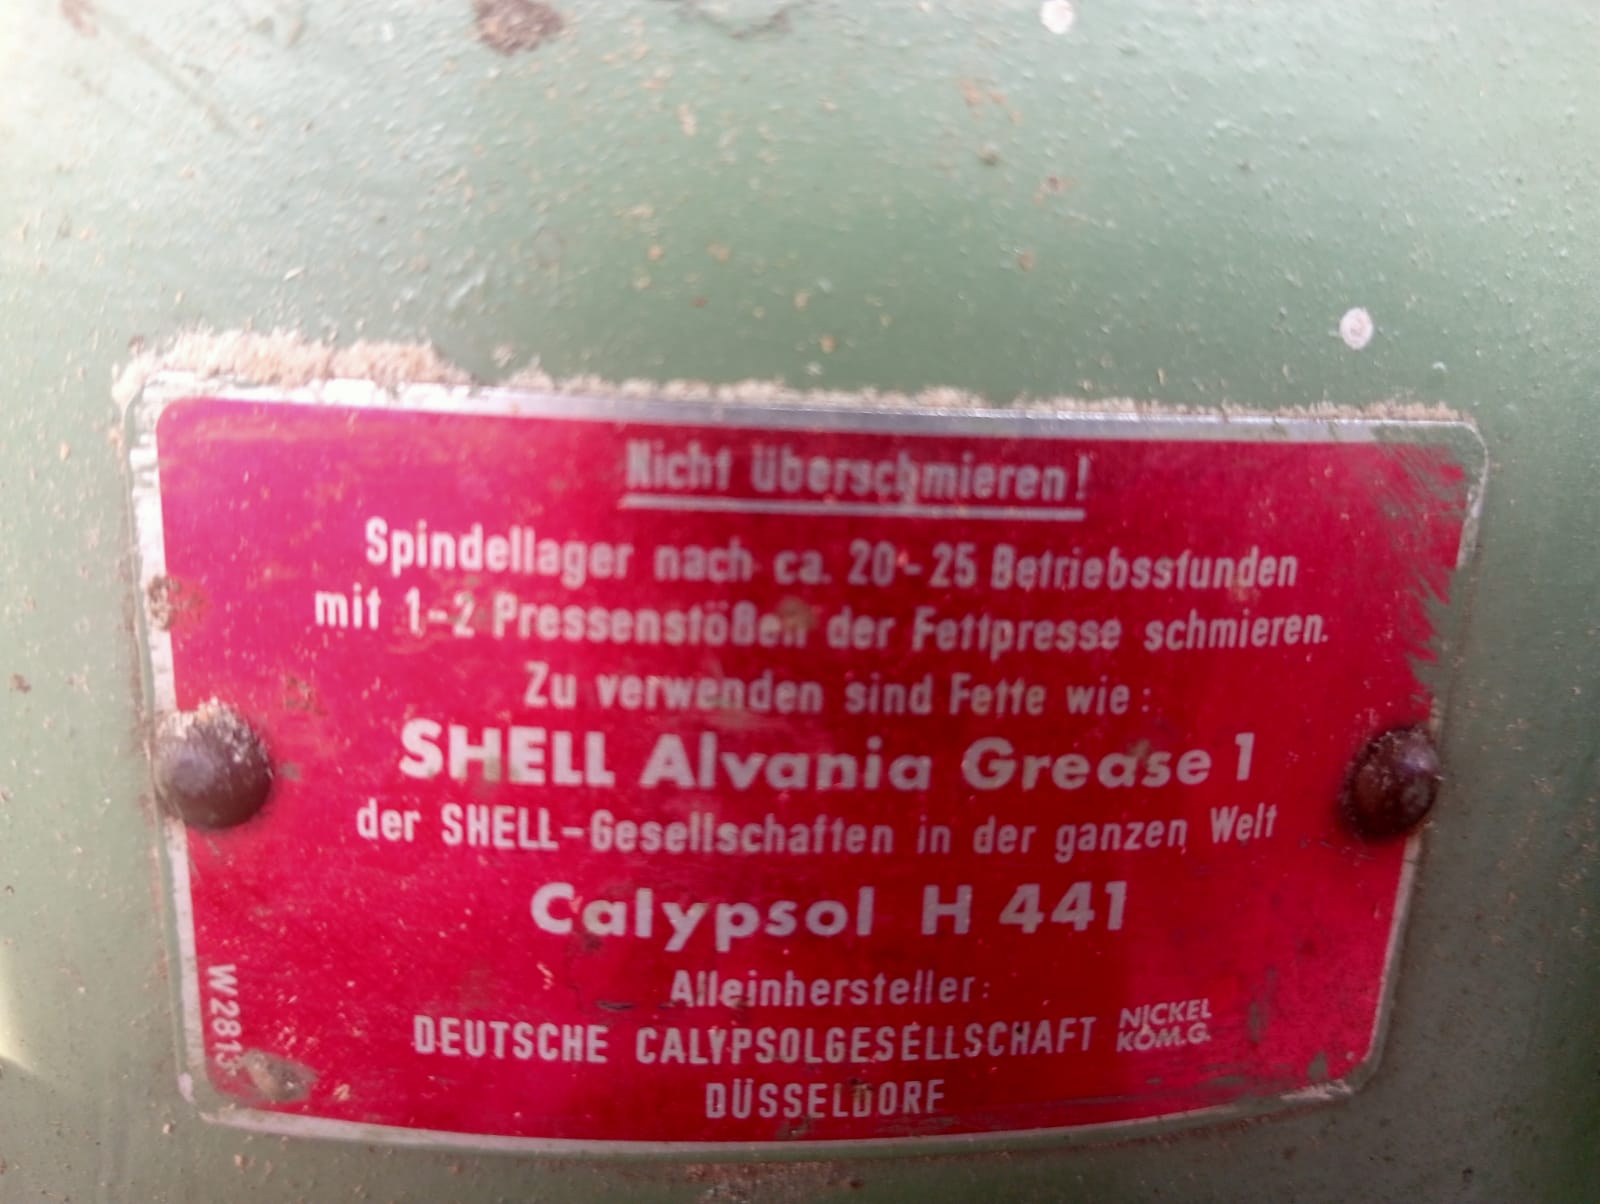 Nicht überschmieren!
Spindellager nach ca. 20-25 Betriebsstunden
mit 1-2 Pressenstößen der Fettpresse schmieren.
Zu verwenden sind Fette wie:
SHELL Alvania Grease 1
der SHELL-Gesellschaften in der ganzen Welt
Calypsol H 441
Alleinhersteller:
DEUTSCHE CALYPSOLGESELLSCHAFT NICKEL KOM.G.
DÜSSELDORF
W 2813